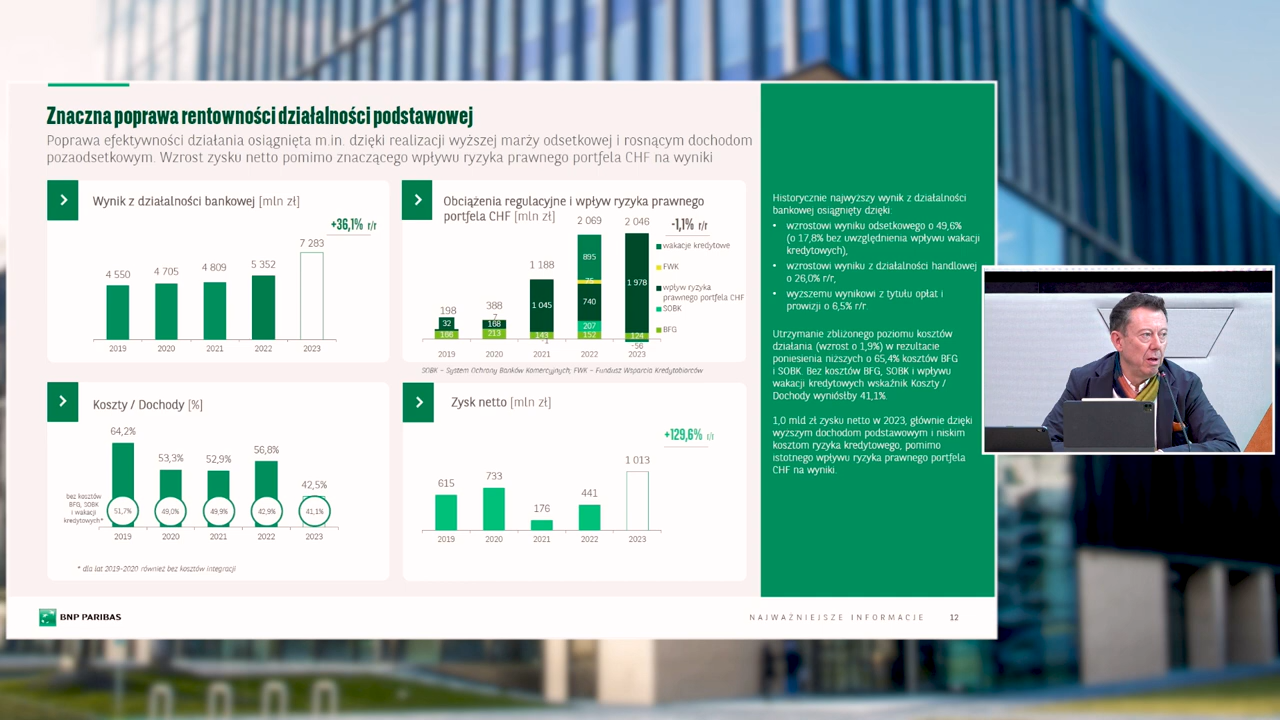 Znaczna poprawa rentowności działalności podstawowej
Poprawa efektywności działania osiągnięta m.in. dzięki realizacji wyższej marży odsetkowej i rosnącym dochodom
pozaodsetkowym. Wzrost zysku netto pomimo znaczącego wpływu ryzyka prawnego portfela CHF na wyniki
Wynik z działalności bankowej [mln zł]
+36,1% r/r
4 550
4 705
4 809
5 352
7 283
2019
2020
2021
2022
2023
Obciążenia regulacyjne i wpływ ryzyka prawnego
portfela CHF [mln zł]
-1,1% r/r
198
388
1 188
2 069
2 046
32
166
7
168
213
1 045
143
-1
895
75
740
207
152
1 978
124
-56
2019
2020
2021
2022
2023
wakacje kredytowe
FWK
wpływ ryzyka
prawnego portfela CHF
SOBK
BFG
SOBK – System Ochrony Banków Komercyjnych; FWK – Fundusz Wsparcia Kredytobiorców
Koszty / Dochody [%]
64,2%
53,3%
52,9%
56,8%
42,5%
bez kosztów
BFG, SOBK
i wakacji
kredytowych*
51,7%
49,0%
49,9%
42,9%
41,1%
2019
2020
2021
2022
2023
* dla lat 2019-2020 również bez kosztów integracji
Zysk netto [mln zł]
+129,6% r/r
615
733
176
441
1 013
2019
2020
2021
2022
2023
Historycznie najwyższy wynik z działalności
bankowej osiągnięty dzięki:
• wzrostowi wyniku odsetkowego o 49,6%
(o 17,8% bez uwzględnienia wpływu wakacji
kredytowych),
• wzrostowi wyniku z działalności handlowej
o 26,0% r/r,
• wyższemu wynikowi z tytułu opłat i
prowizji o 6,5% r/r
Utrzymanie zbliżonego poziomu kosztów
działania (wzrost o 1,9%) w rezultacie
poniesienia niższych o 65,4% kosztów BFG
i SOBK. Bez kosztów BFG, SOBK i wpływu
wakacji kredytowych wskaźnik Koszty /
Dochody wyniósłby 41,1%.
1,0 mld zł zysku netto w 2023, głównie dzięki
wyższym dochodom podstawowym i niskim
kosztom ryzyka kredytowego, pomimo
istotnego wpływu ryzyka prawnego portfela
CHF na wyniki.
BNP PARIBAS
NAJWAŻNIEJSZE INFORMACJE 12